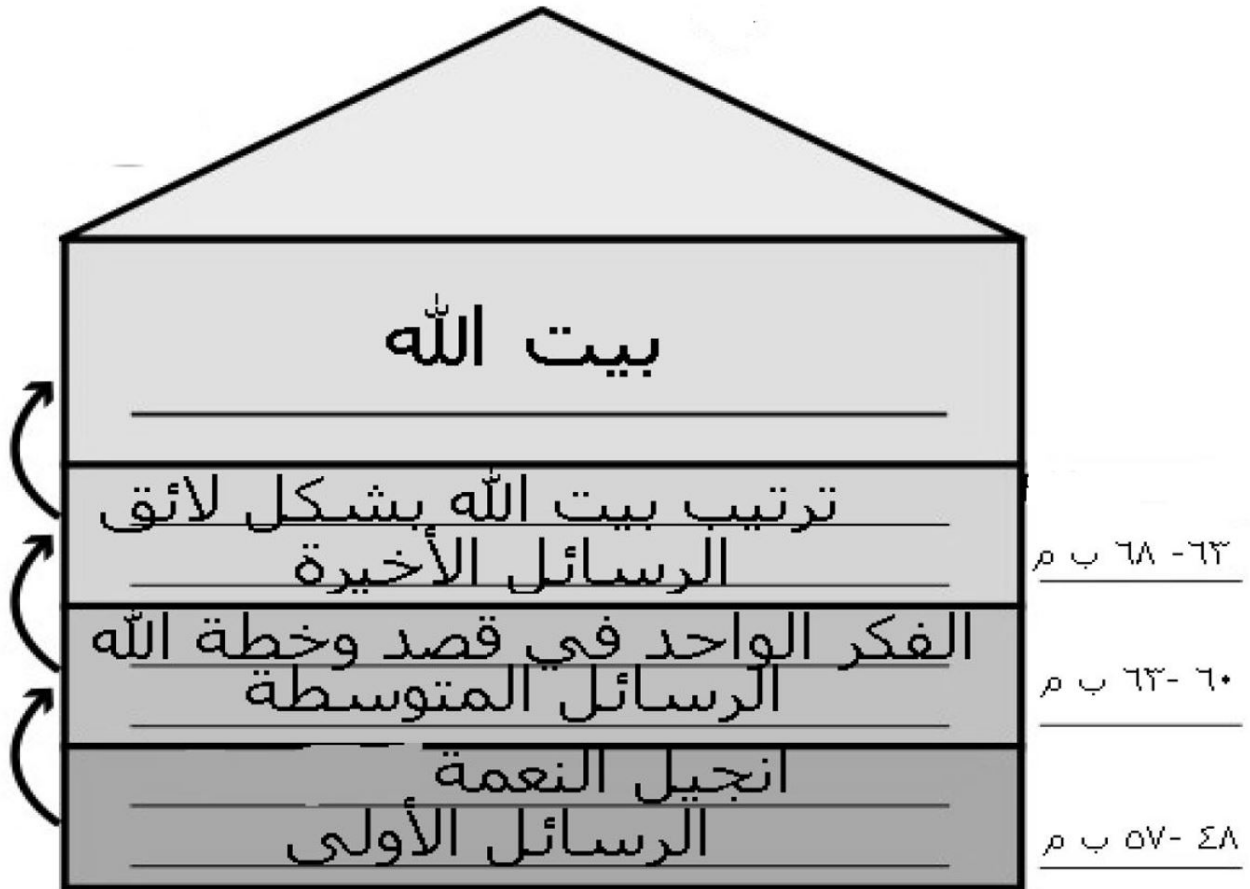 بيت الله
ترتيب بيت الله بشكل لائق
الرسائل الأخيرة
٦٣- ٦٨ ب م
الفكر الواحد في قصد وخطة الله
الرسائل المتوسطة
٦٠ -٦٣ ب م
انجيل النعمة
الرسائل الأولى
٤٨ -٥٧ ب م